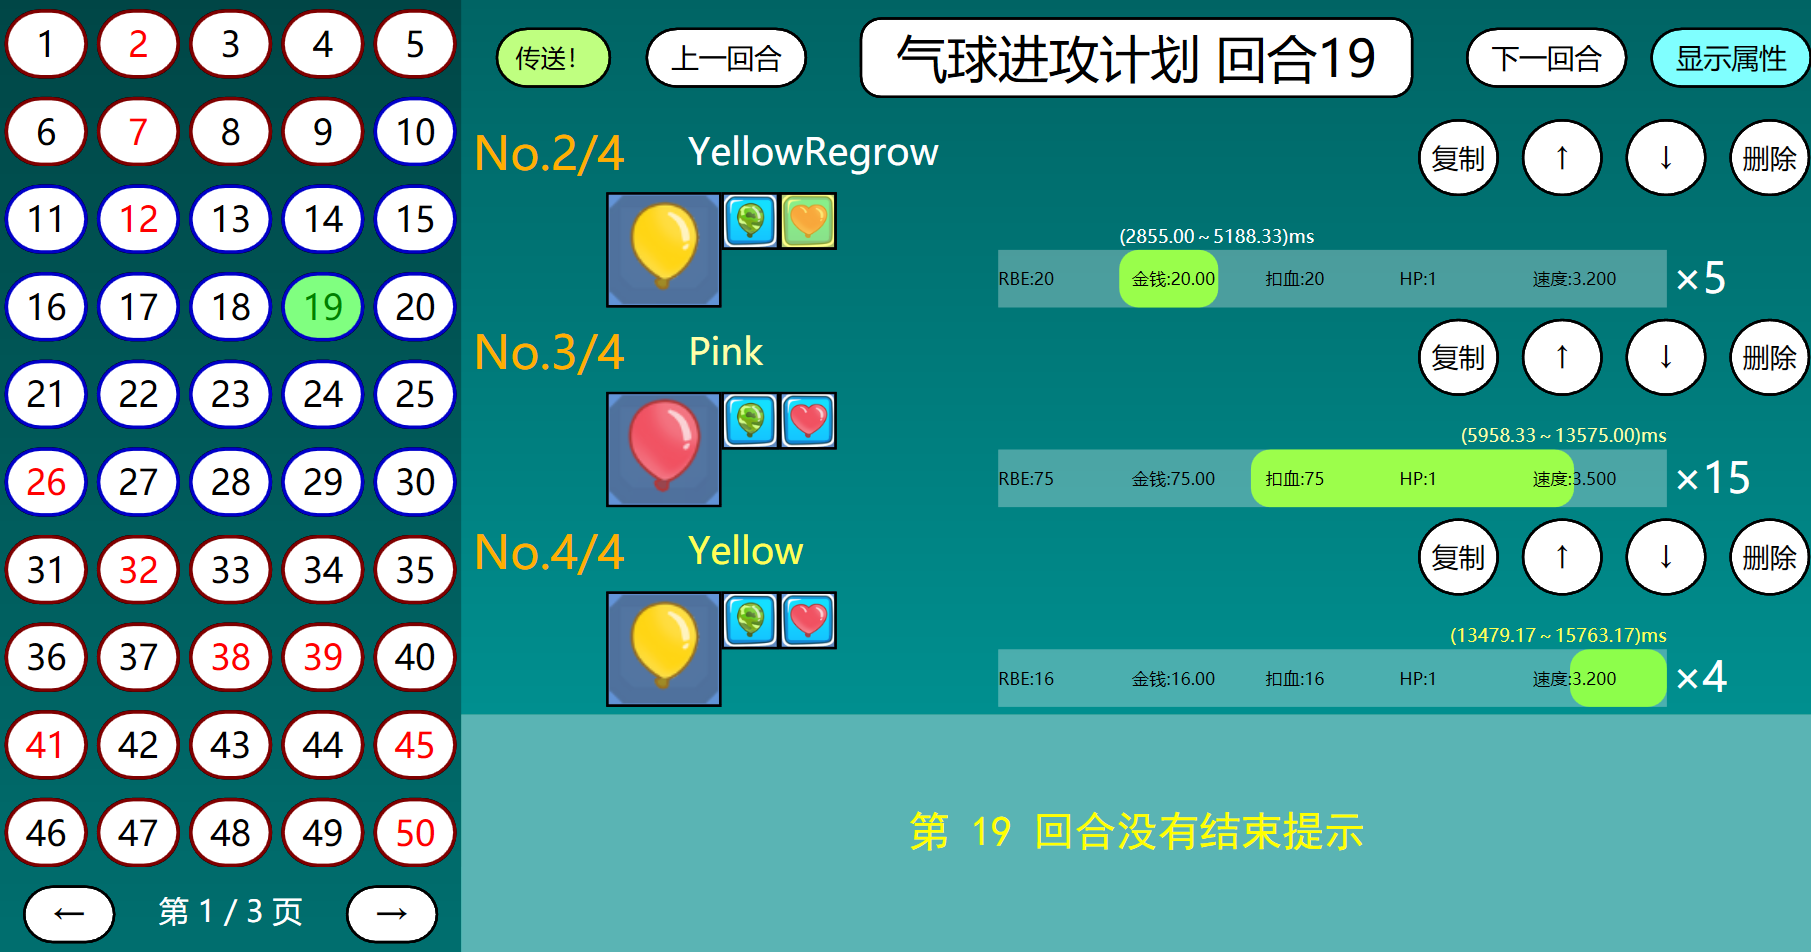 1 2 3 4 5
6 7 8 9 10
11 12 13 14 15
16 17 18 19 20
21 22 23 24 25
26 27 28 29 30
31 32 33 34 35
36 37 38 39 40
41 42 43 44 45
46 47 48 49 50
← 第 1 / 3 页 →
传送! 上一回合 气球进攻计划 回合19 下一回合 显示属性
No.2/4 YellowRegrow 复制 ↑ ↓ 删除
(2855.00 ~ 5188.33)ms
RBE:20 金钱:20.00 扣血:20 HP:1 速度:3.200 ×5
No.3/4 Pink 复制 ↑ ↓ 删除
(5958.33 ~ 13575.00)ms
RBE:75 金钱:75.00 扣血:75 HP:1 速度:3.500 ×15
No.4/4 Yellow 复制 ↑ ↓ 删除
(13479.17 ~ 15763.17)ms
RBE:16 金钱:16.00 扣血:16 HP:1 速度:3.200 ×4
第 19 回合没有结束提示